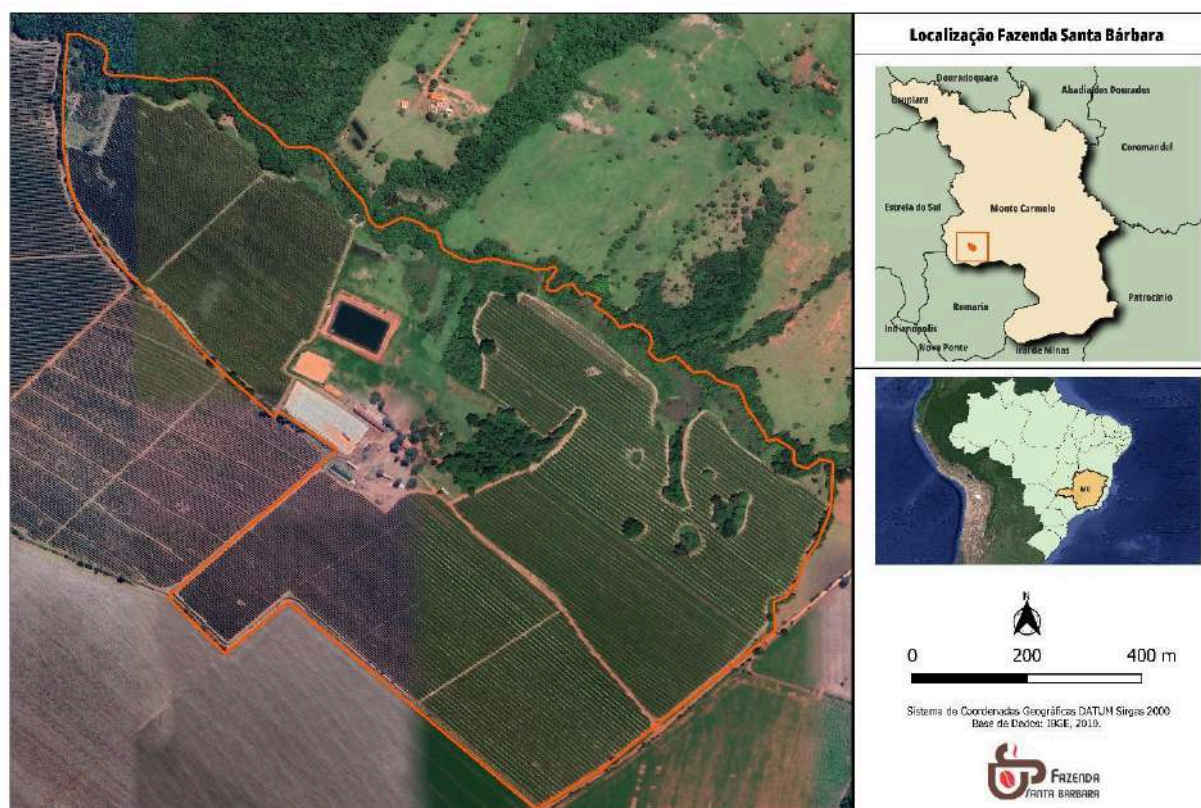 Localização Fazenda Santa Bárbara
Douradoquara
Abadia dos Dourados
Coromandel
Estrela do Sul
Monte Carmelo
Patrocínio
Romaria
Indianópolis
Nova Ponte
Iraí de Minas
MG
N
0 200 400 m
Sistema de Coordenadas Geográficas DATUM Sirgas 2000
Base de Dados: IBGE, 2019.
FAZENDA
SANTA BARBARA